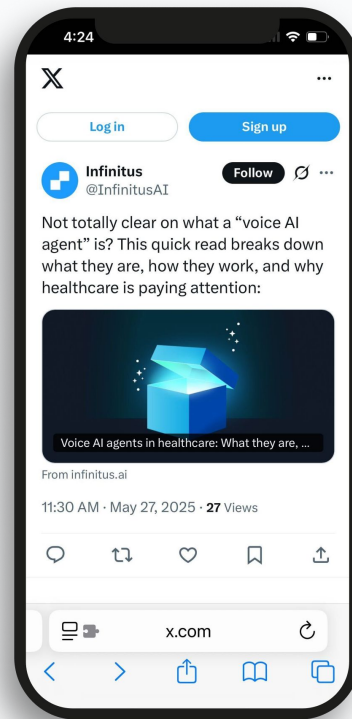 4:24
Log in
Sign up
Infinitus
Follow
@InfinitusAI
Not totally clear on what a “voice AI
agent” is? This quick read breaks down
what they are, how they work, and why
healthcare is paying attention:
Voice AI agents in healthcare: What they are, ...
From infinitus.ai
11:30 AM · May 27, 2025 · 27 Views
x.com